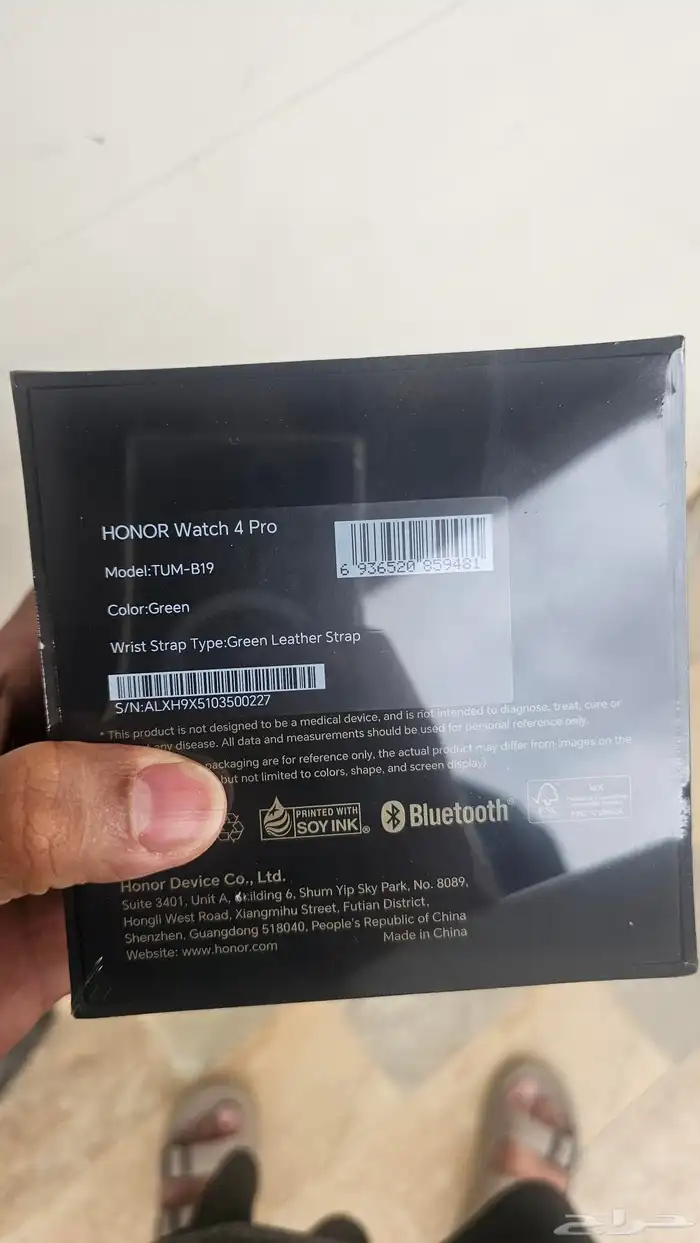 HONOR Watch 4 Pro
Model:TUM-B19
Color:Green
Wrist Strap Type:Green Leather Strap
6 936520 859481
S/N:ALXH9X5103500227
* This product is not designed to be a medical device, and is not intended to diagnose, treat, cure or
any disease. All data and measurements should be used for personal reference only.
packaging are for reference only, the actual product may differ from images on the
but not limited to colors, shape, and screen display)
PRINTED WITH
SOY INK
Bluetooth
FSC
MIX
Honor Device Co., Ltd.
Suite 3401, Unit A, Building 6, Shum Yip Sky Park, No. 8089,
Hongli West Road, Xiangmihu Street, Futian District,
Shenzhen, Guangdong 518040, People's Republic of China
Website: www.honor.com
Made in China
حراج